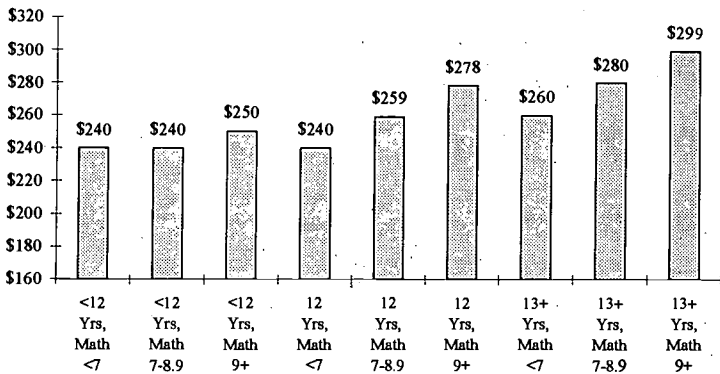 $320
$300
$280
$260
$240
$220
$200
$180
$160
$240
$240
$250
$240
$259
$278
$260
$280
$299
<12 Yrs, Math <7
<12 Yrs, Math 7-8.9
<12 Yrs, Math 9+
12 Yrs, Math <7
12 Yrs, Math 7-8.9
12 Yrs, Math 9+
13+ Yrs, Math <7
13+ Yrs, Math 7-8.9
13+ Yrs, Math 9+